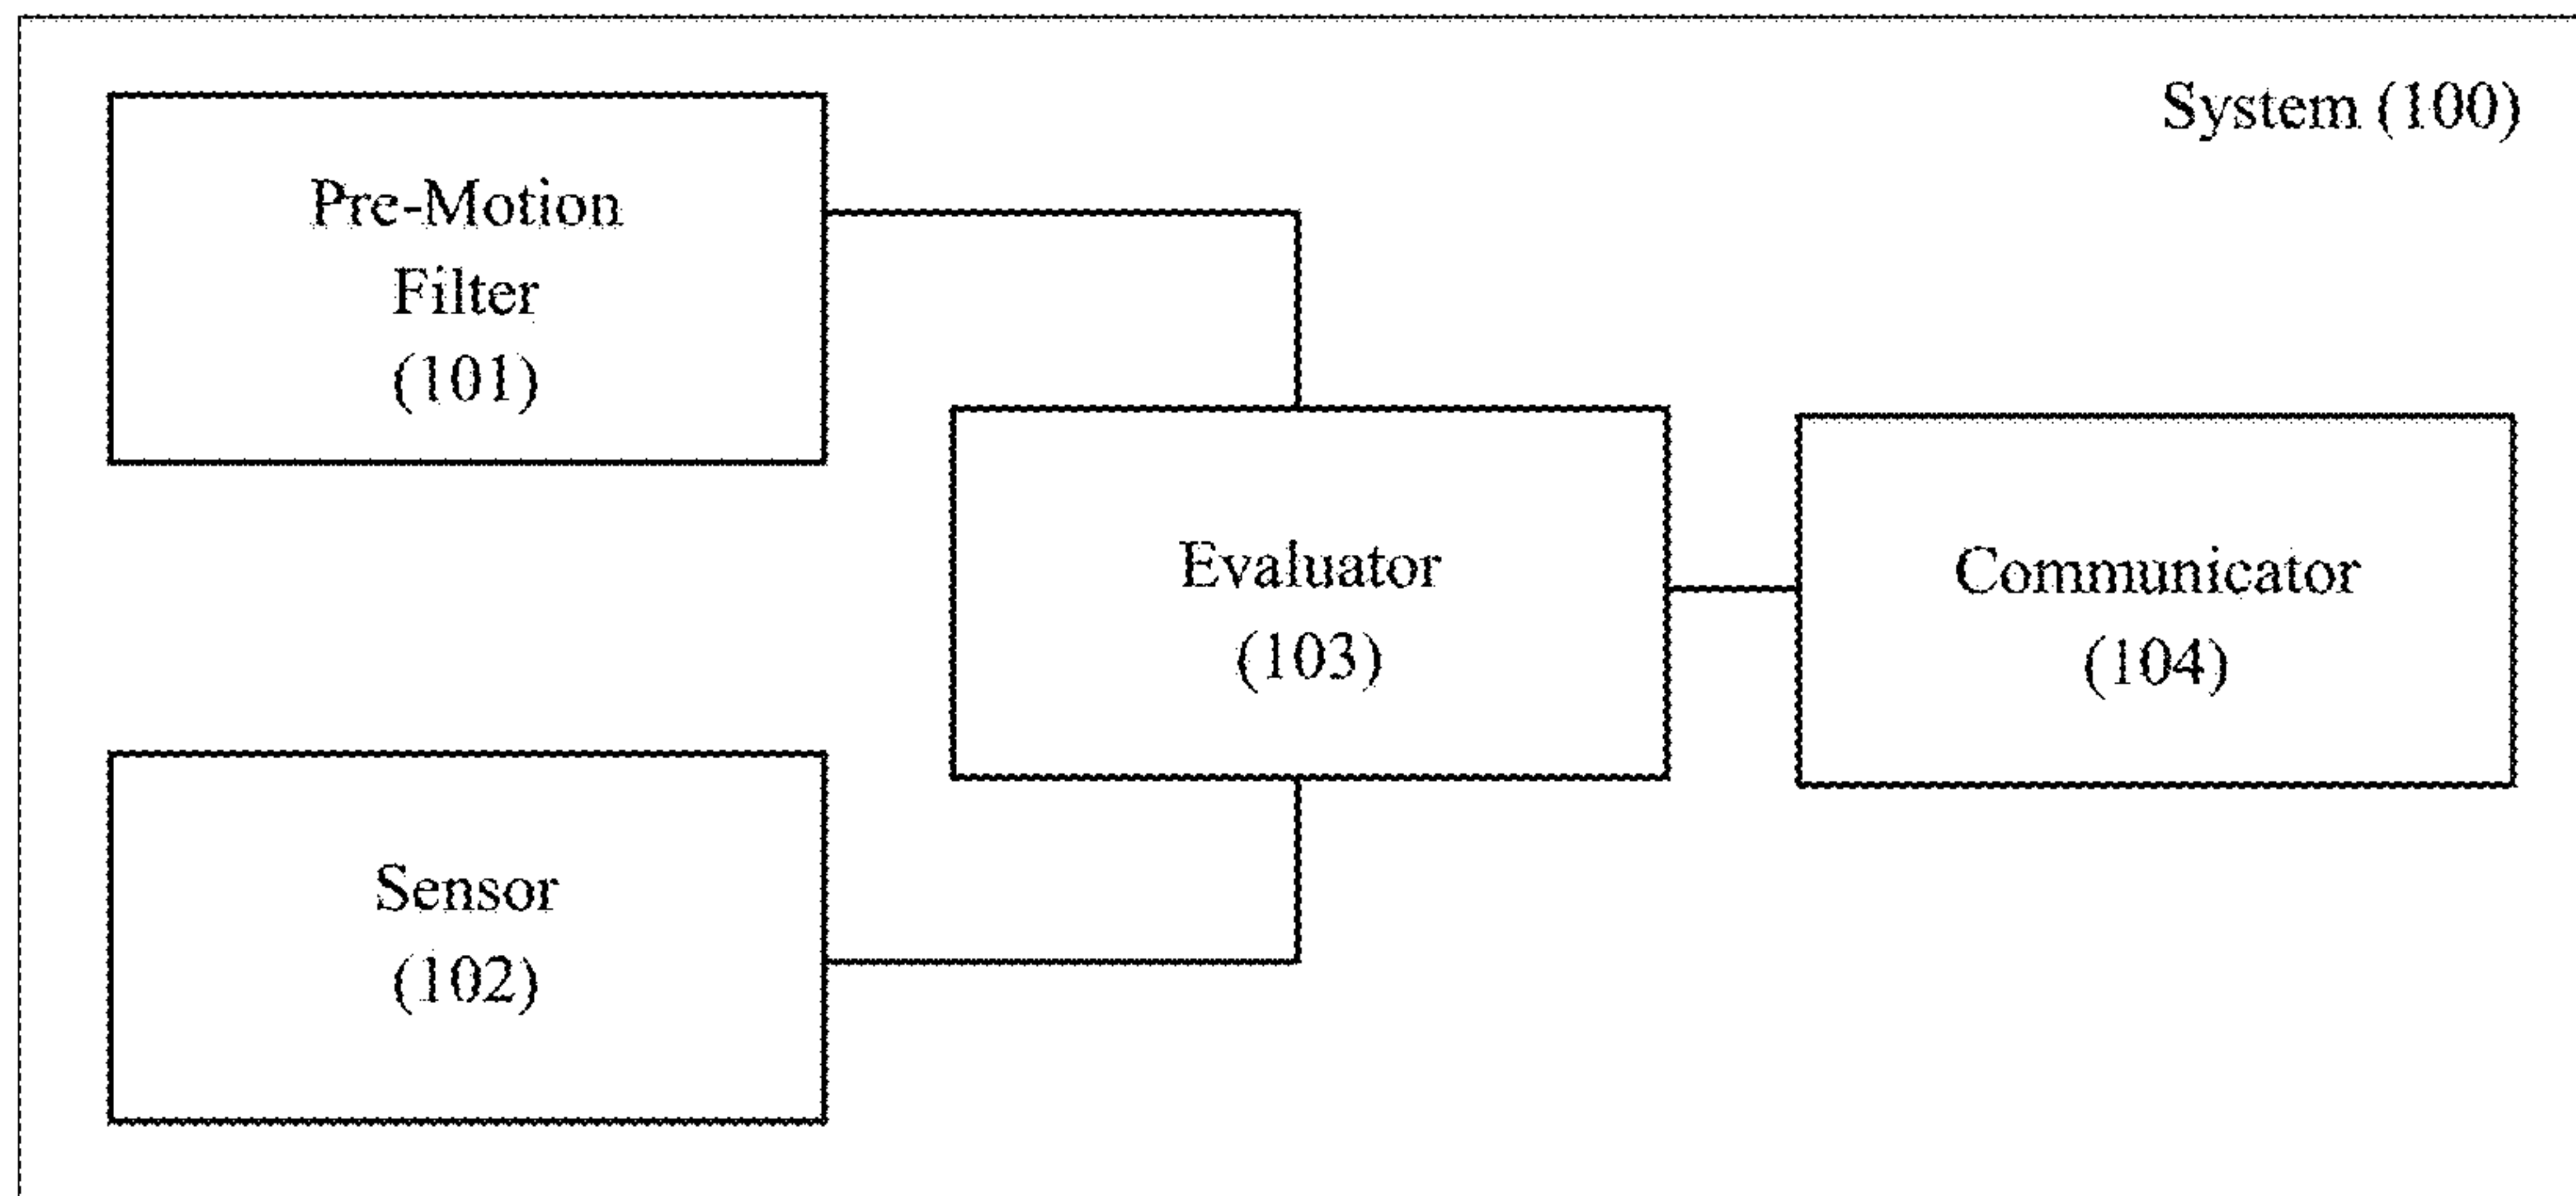 System (100)
Pre-Motion
Filter
(101)
Evaluator
(103)
Communicator
(104)
Sensor
(102)